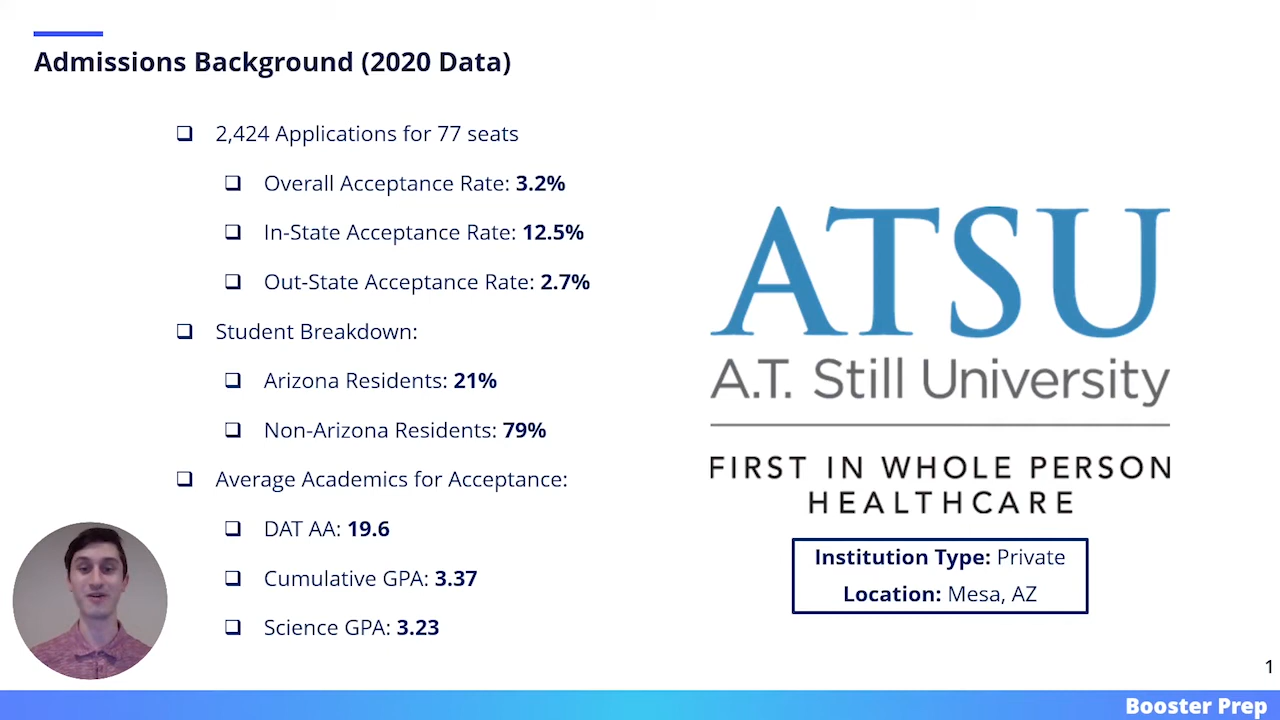 Admissions Background (2020 Data)
2,424 Applications for 77 seats
Overall Acceptance Rate: 3.2%
In-State Acceptance Rate: 12.5%
Out-State Acceptance Rate: 2.7%
Student Breakdown:
Arizona Residents: 21%
Non-Arizona Residents: 79%
Average Academics for Acceptance:
DAT AA: 19.6
Cumulative GPA: 3.37
Science GPA: 3.23
ATSU
A.T. Still University
FIRST IN WHOLE PERSON
HEALTHCARE
Institution Type: Private
Location: Mesa, AZ
1
Booster Prep